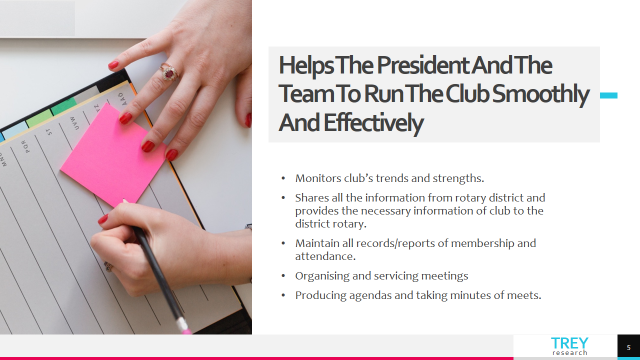 Helps The President And The
Team To Run The Club Smoothly
And Effectively
• Monitors club's trends and strengths.
• Shares all the information from rotary district and
provides the necessary information of club to the
district rotary.
• Maintain all records/reports of membership and
attendance.
• Organising and servicing meetings
• Producing agendas and taking minutes of meets.
TREY
research
5